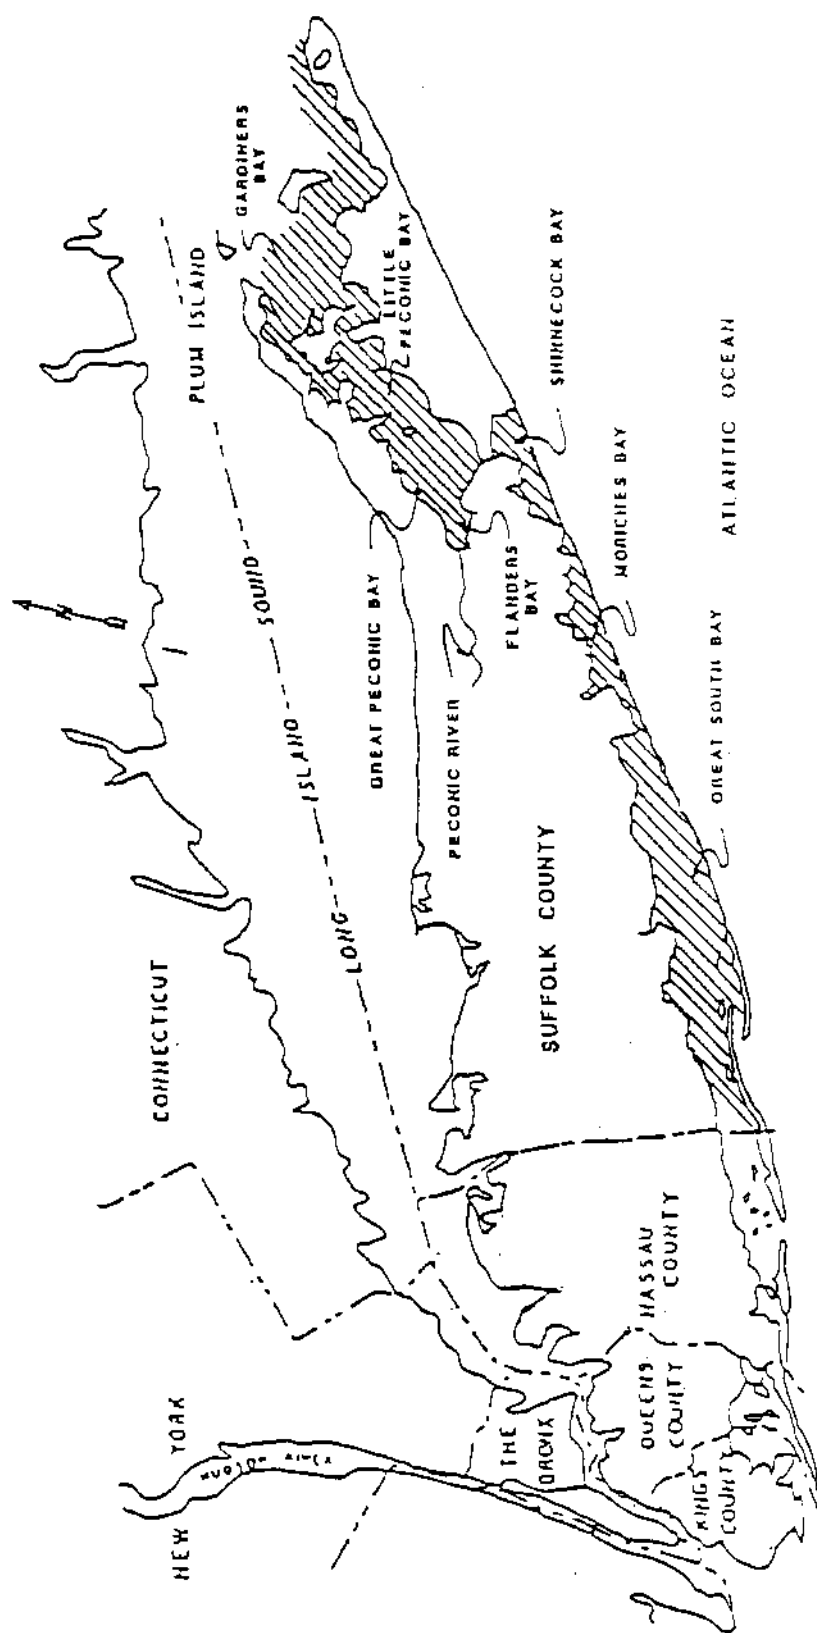 CONNECTICUT
NEW YORK
HUDSON RIVER
PLUM ISLAND
GARDINERS
BAY
LONG ISLAND SOUND
LITTLE
PECONIC BAY
GREAT PECONIC BAY
PECONIC RIVER
FLANDERS
BAY
SHINNECOCK BAY
MORICHES BAY
GREAT SOUTH BAY
ATLANTIC OCEAN
SUFFOLK COUNTY
NASSAU
COUNTY
QUEENS
COUNTY
KINGS
COUNTY
THE
BRONX
N